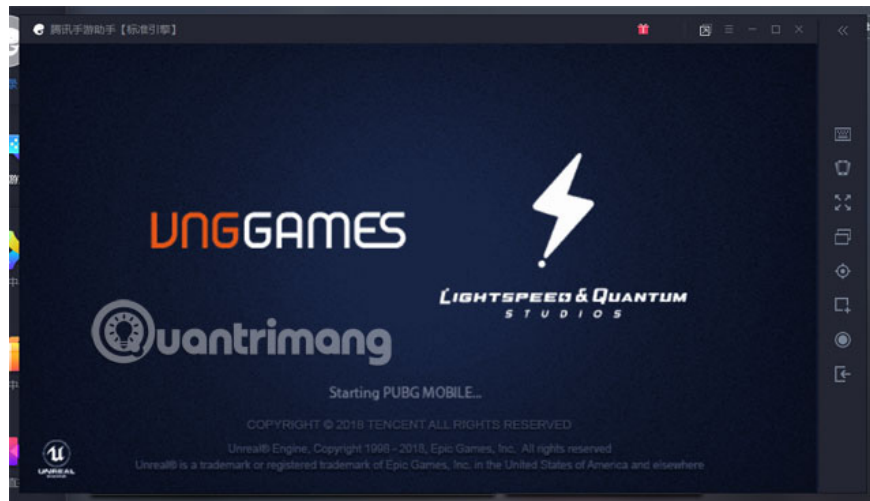 腾讯手游助手【标准引擎】
VNGGAMES
LIGHTSPEED & QUANTUM
STUDIOS
Quantrimang
Starting PUBG MOBILE...
COPYRIGHT © 2018 TENCENT ALL RIGHTS RESERVED
Unreal® Engine, Copyright 1998 - 2018, Epic Games, Inc. All rights reserved
Unreal® is a trademark or registered trademark of Epic Games, Inc. in the United States of America and elsewhere
UNREAL